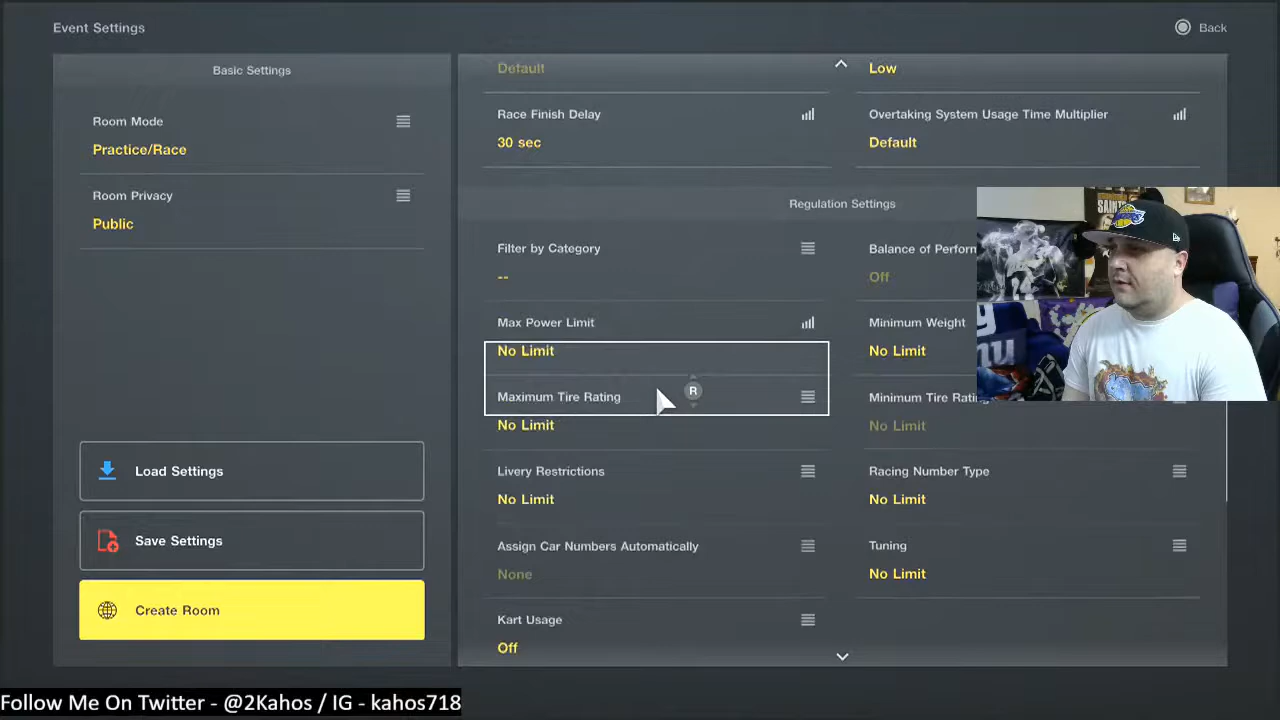 Event Settings
Back
Basic Settings
Room Mode
Practice/Race
Room Privacy
Public
Load Settings
Save Settings
Create Room
Default
Low
Race Finish Delay
30 sec
Overtaking System Usage Time Multiplier
Default
Regulation Settings
Filter by Category
--
Balance of Perform
Off
Max Power Limit
No Limit
Minimum Weight
No Limit
Maximum Tire Rating
R
No Limit
Minimum Tire Rating
No Limit
Livery Restrictions
No Limit
Racing Number Type
No Limit
Assign Car Numbers Automatically
None
Tuning
No Limit
Kart Usage
Off
SAINTS
Follow Me On Twitter - @2Kahos / IG - kahos718